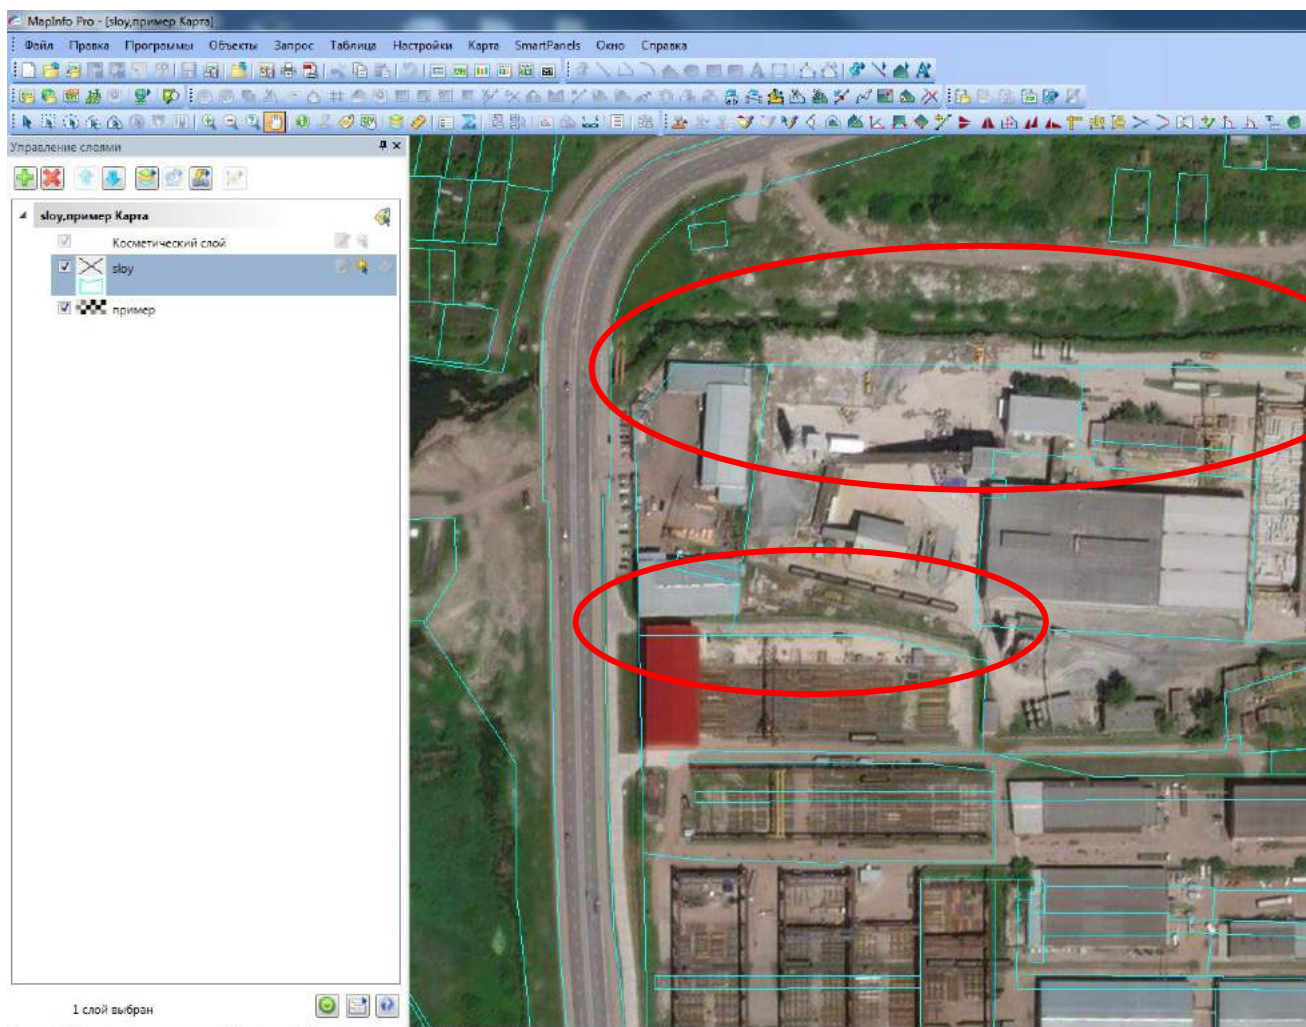 MapInfo Pro - [sloy,пример Карта]
Файл Правка Программы Объекты Запрос Таблица Настройки Карта SmartPanels Окно Справка
Управление слоями
sloy,пример Карта
Косметический слой
sloy
пример
1 слой выбран